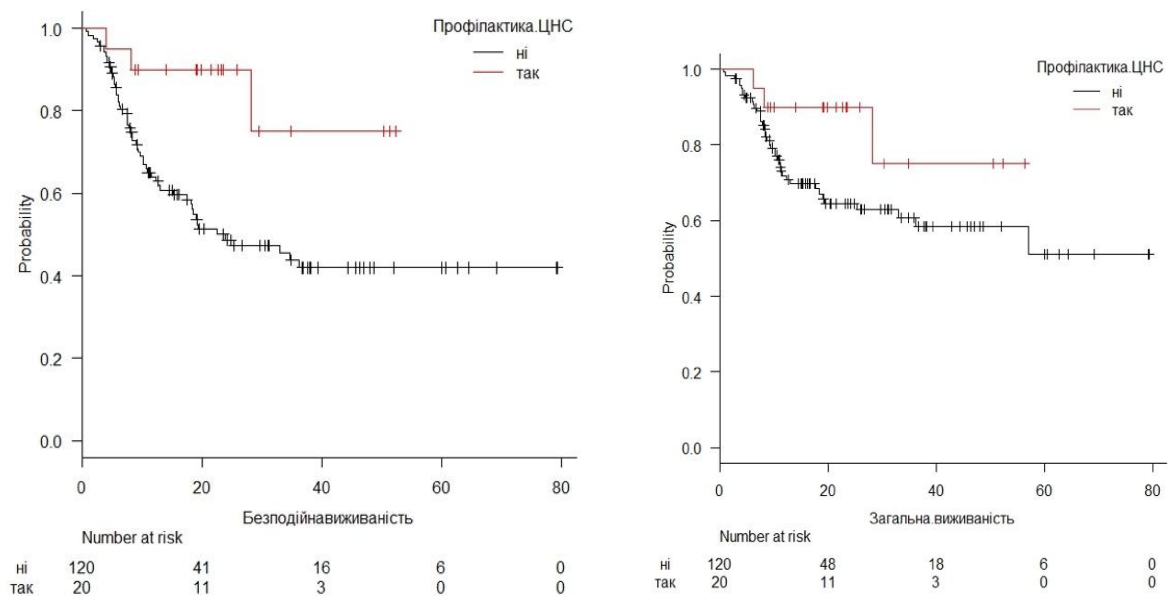 Профілактика.ЦНС
ні
так
1.0
0.8
0.6
0.4
0.2
0.0
Probability
0 20 40 60 80
Безподійнавиживаність
Number at risk
ні 120 41 16 6 0
так 20 11 3 0 0
Профілактика.ЦНС
ні
так
1.0
0.8
0.6
0.4
0.2
0.0
Probability
0 20 40 60 80
Загальна.виживаність
Number at risk
ні 120 48 18 6 0
так 20 11 3 0 0